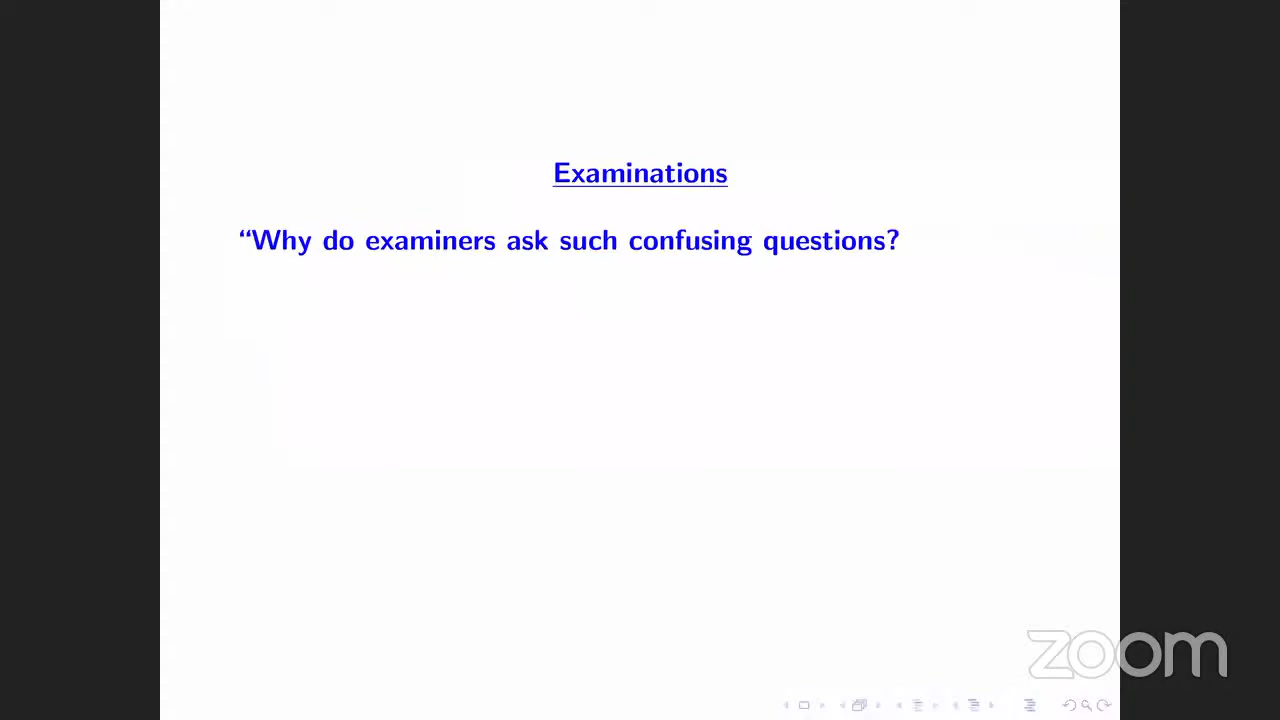 Examinations
“Why do examiners ask such confusing questions?
zoom